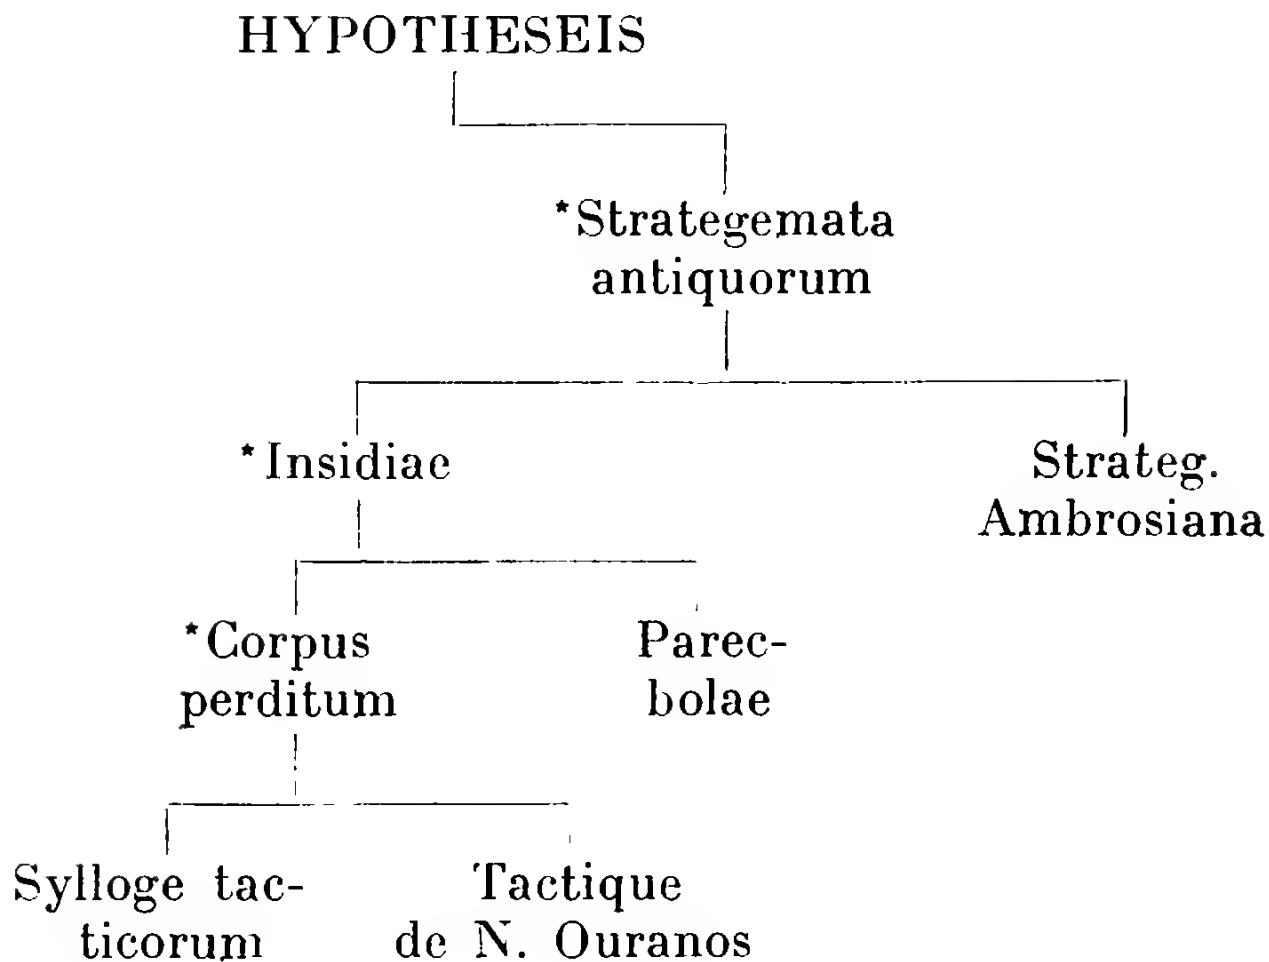 HYPOTHESEIS
*Strategemata
antiquorum
*Insidiae
Strateg.
Ambrosiana
*Corpus
perditum
Parec-
bolae
Sylloge tac-
ticorum
Tactique
de N. Ouranos